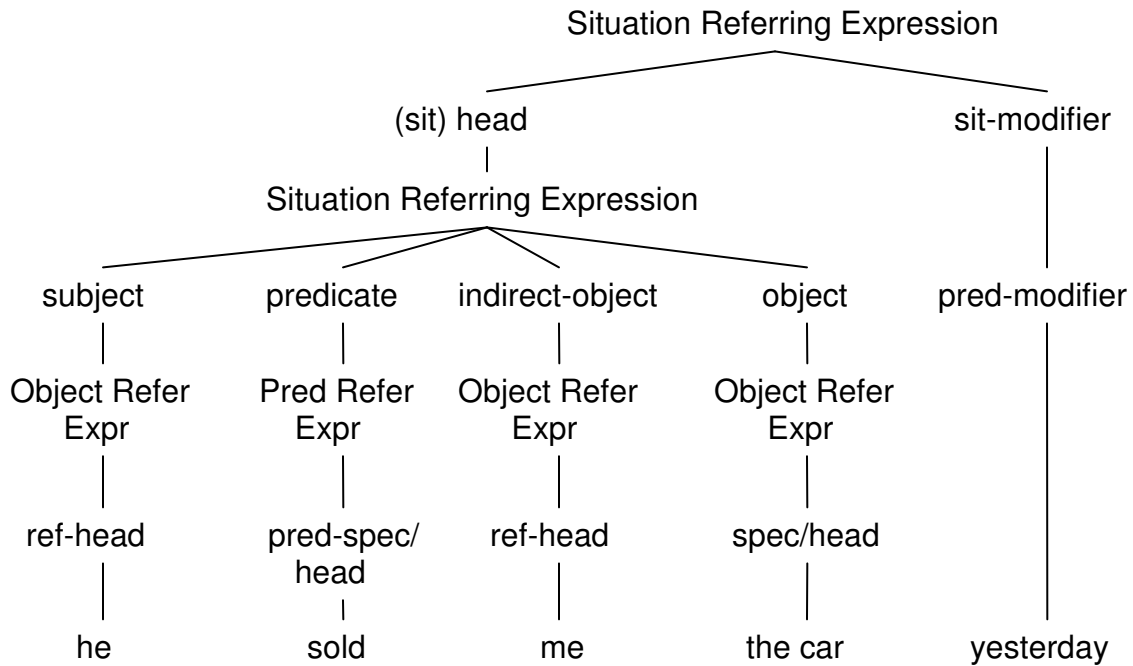 Situation Referring Expression
(sit) head sit-modifier
Situation Referring Expression
subject predicate indirect-object object pred-modifier
Object Refer Pred Refer Object Refer Object Refer
Expr Expr Expr Expr
ref-head pred-spec/ ref-head spec/head
head
he sold me the car yesterday